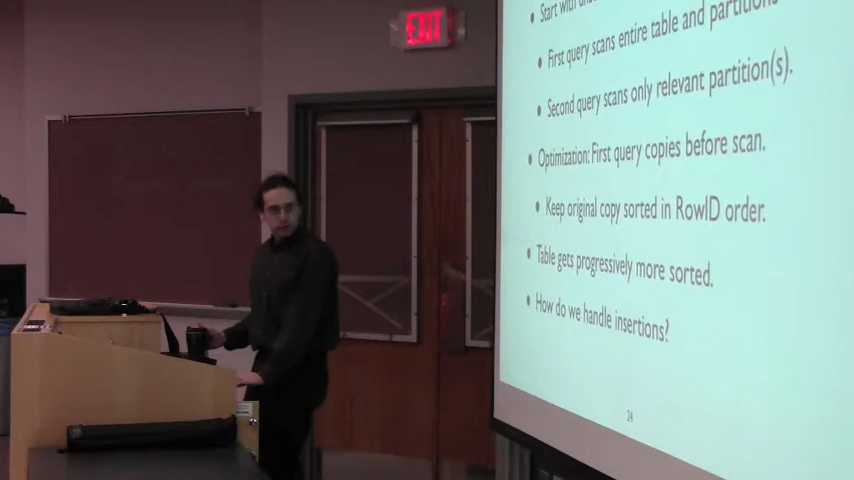 EXIT
Start with
First query scans entire table and partitions
Second query scans only relevant partition(s).
Optimization: First query copies before scan.
Keep original copy sorted in RowID order.
Table gets progressively more sorted.
How do we handle insertions?
24